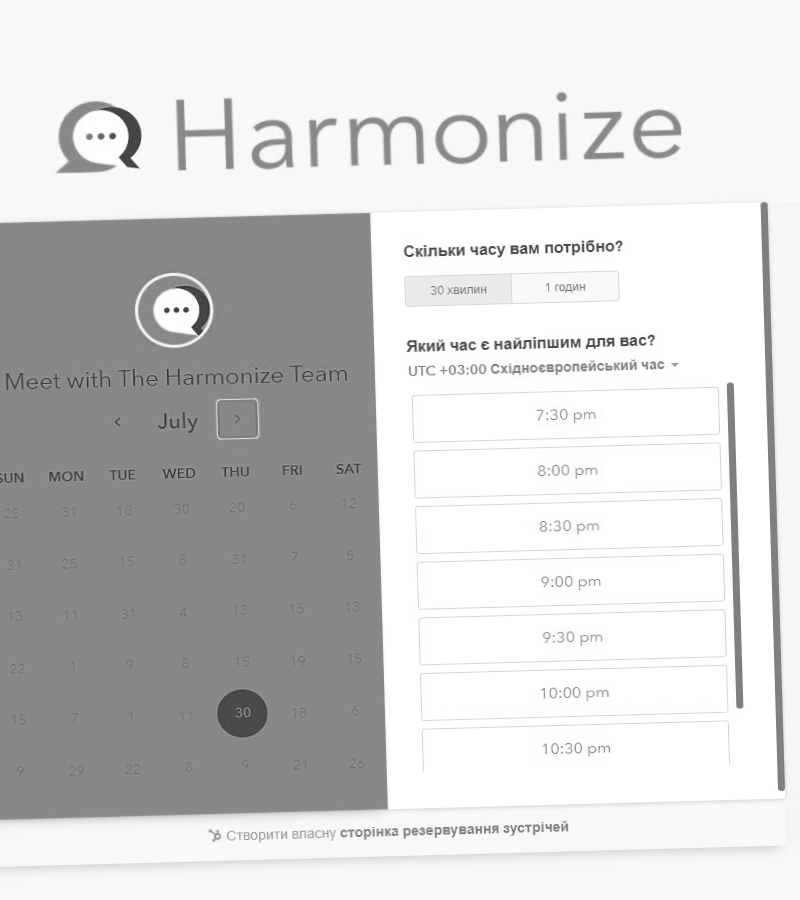 Harmonize
Meet with The Harmonize Team
July
SUN MON TUE WED THU FRI SAT
25 31 18 30 20 6 12
31 25 15 8 31 7 5
13 11 31 4 13 15 13
22 1 9 8 15 19 15
15 7 1 11 30 18 6
9 29 22 8 9 21 26
Скільки часу вам потрібно?
30 хвилин 1 годин
Який час є найліпшим для вас?
UTC +03:00 Східноєвропейський час
7:30 pm
8:00 pm
8:30 pm
9:00 pm
9:30 pm
10:00 pm
10:30 pm
Створити власну сторінка резервування зустрічей